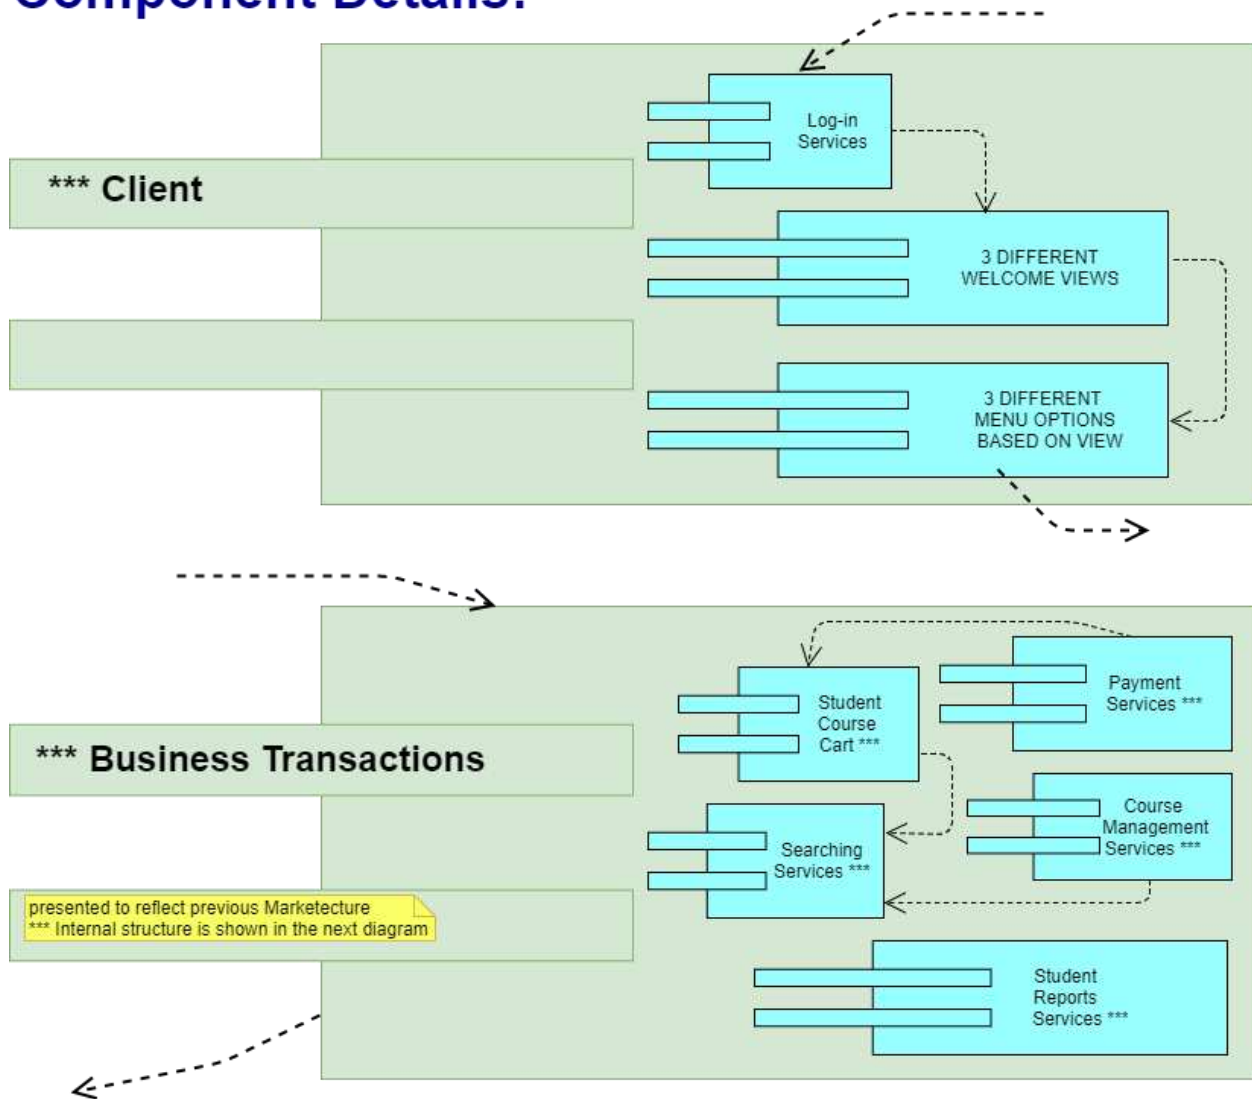 Component Details:
Log-in
Services
*** Client
3 DIFFERENT
WELCOME VIEWS
3 DIFFERENT
MENU OPTIONS
BASED ON VIEW
Payment
Services ***
Student
Course
Cart ***
*** Business Transactions
Course
Management
Services ***
Searching
Services ***
presented to reflect previous Marketecture
*** Internal structure is shown in the next diagram
Student
Reports
Services ***